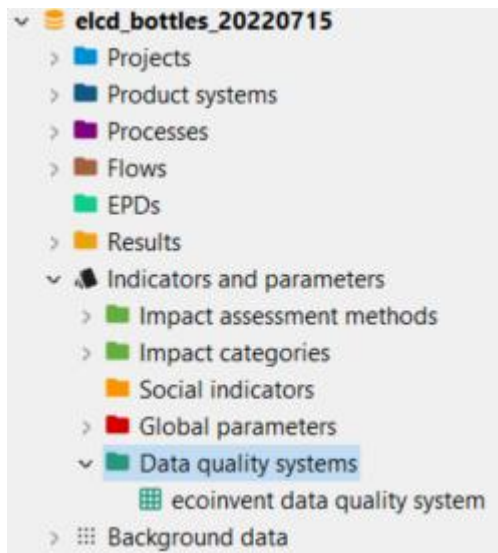 elcd_bottles_20220715
Projects
Product systems
Processes
Flows
EPDs
Results
Indicators and parameters
Impact assessment methods
Impact categories
Social indicators
Global parameters
Data quality systems
ecoinvent data quality system
Background data